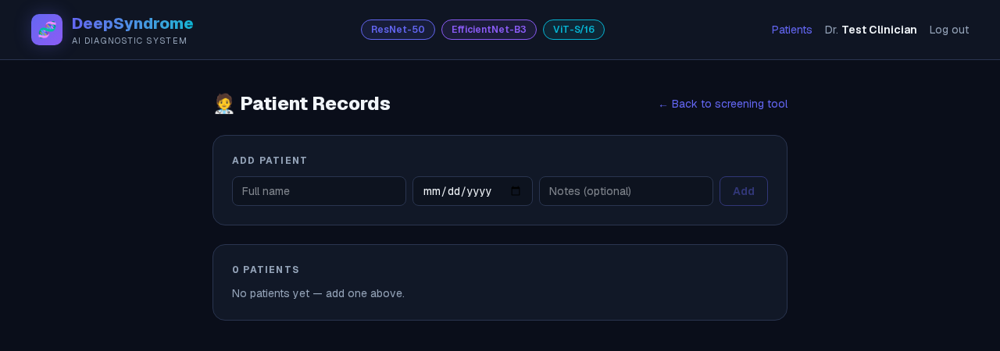 DeepSyndrome
AI DIAGNOSTIC SYSTEM
ResNet-50
EfficientNet-B3
ViT-S/16
Patients
Dr. Test Clinician
Log out
Patient Records
← Back to screening tool
ADD PATIENT
Full name
mm/dd/yyyy
Notes (optional)
Add
0 PATIENTS
No patients yet — add one above.